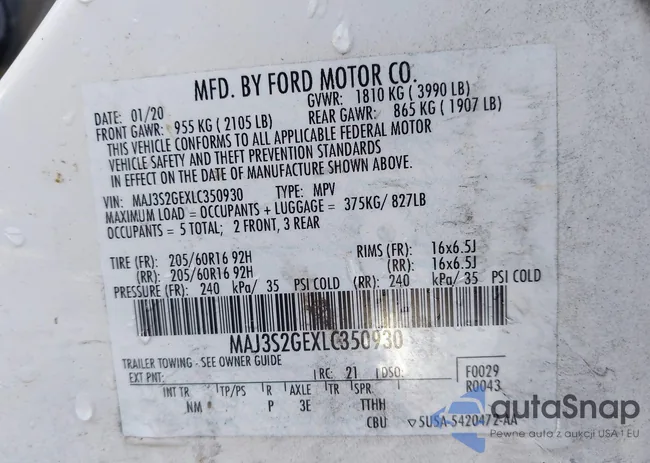 MFD. BY FORD MOTOR CO.
DATE: 01/20 GVWR: 1810 KG ( 3990 LB)
FRONT GAWR: 955 KG ( 2105 LB) REAR GAWR: 865 KG ( 1907 LB)
THIS VEHICLE CONFORMS TO ALL APPLICABLE FEDERAL MOTOR
VEHICLE SAFETY AND THEFT PREVENTION STANDARDS
IN EFFECT ON THE DATE OF MANUFACTURE SHOWN ABOVE.
VIN: MAJ3S2GEXLC350930 TYPE: MPV
MAXIMUM LOAD = OCCUPANTS + LUGGAGE = 375KG/ 827LB
OCCUPANTS = 5 TOTAL; 2 FRONT, 3 REAR
TIRE (FR): 205/60R16 92H RIMS (FR): 16x6.5J
(RR): 205/60R16 92H (RR): 16x6.5J
PRESSURE (FR): 240 kPa/ 35 PSI COLD (RR): 240 kPa/ 35 PSI COLD
MAJ3S2GEXLC350930
TRAILER TOWING - SEE OWNER GUIDE
EXT PNT: RC: 21 DSO: F0029
R0043
INT TR TP/PS R AXLE TR SPR
NM P 3E TTHH
CBU ▽ 5USA-5420472-AA
autaSnap
Pewne auto z aukcji USA i EU